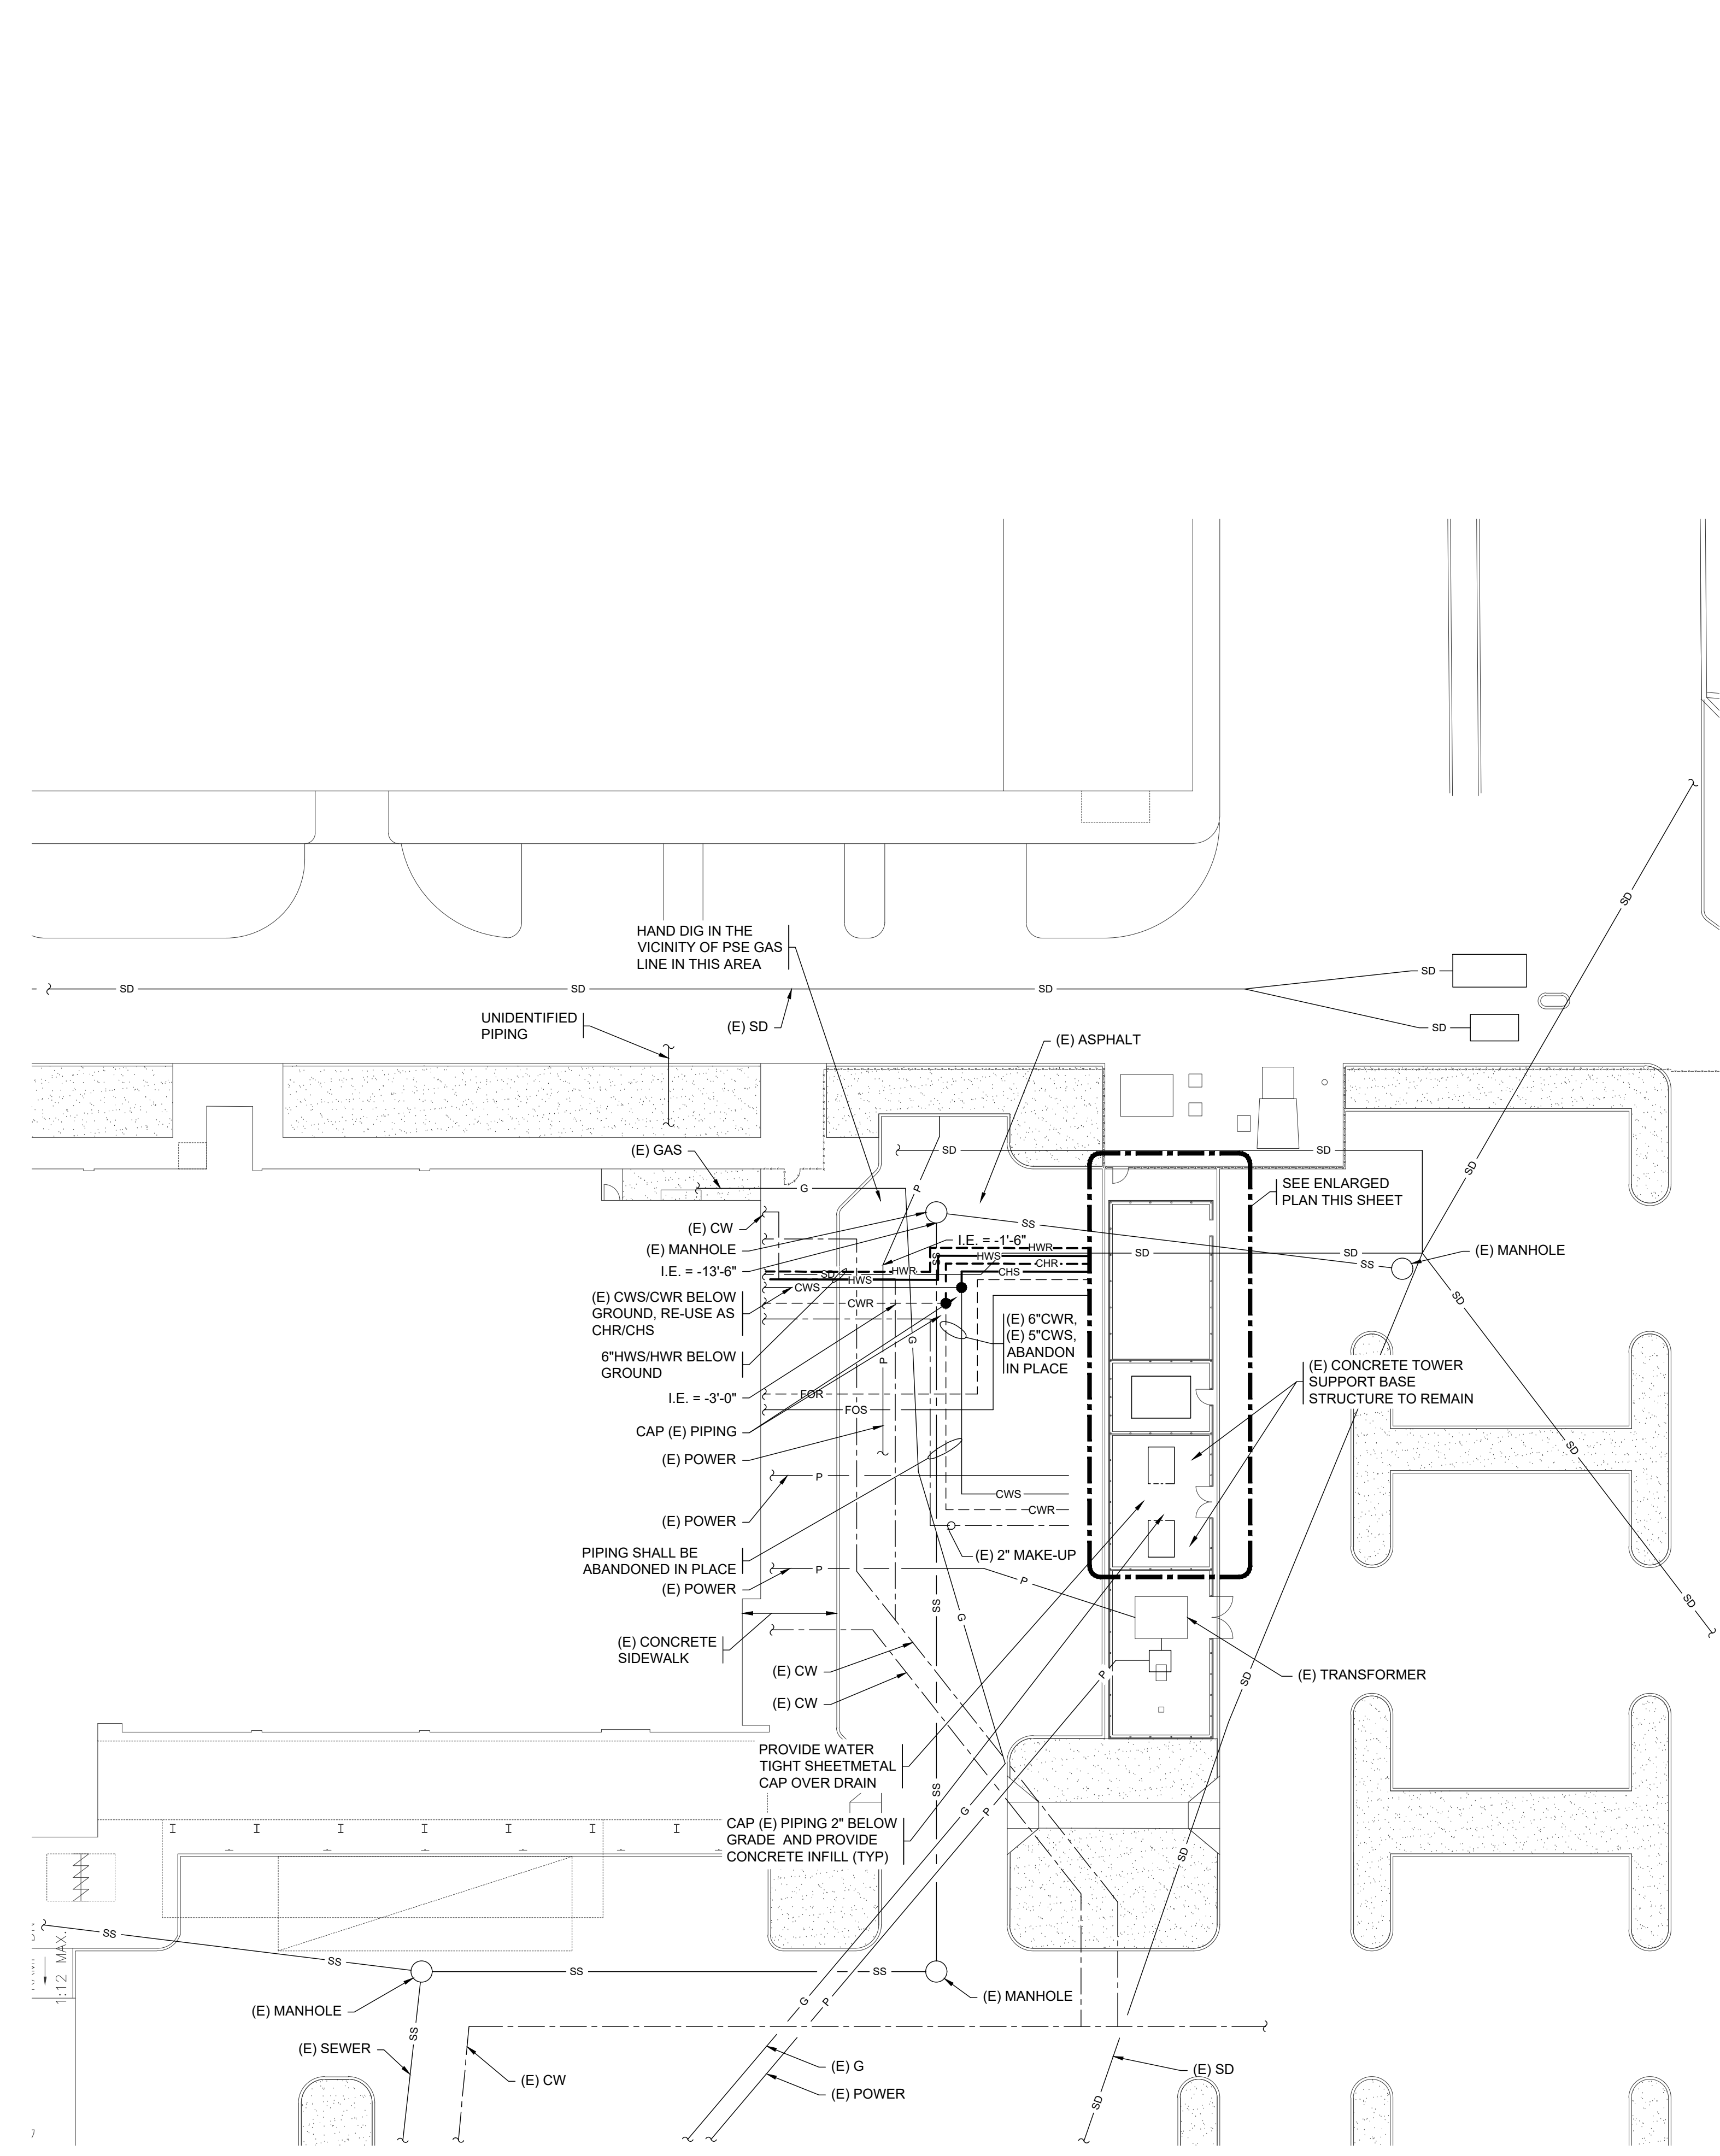 HAND DIG IN THE
VICINITY OF PSE GAS
LINE IN THIS AREA
SD
SD
SD
SD
SD
SD
UNIDENTIFIED
PIPING
(E) SD
(E) ASPHALT
(E) GAS
SD
SD
SD
G
P
SEE ENLARGED
PLAN THIS SHEET
(E) CW
SS
(E) MANHOLE
I.E. = -1'-6"
HWR
HWS
SD
SD
(E) MANHOLE
I.E. = -13'-6"
SS
CHR
SS
SD
HWR
HWS
CHS
SD
(E) CWS/CWR BELOW
GROUND, RE-USE AS
CHR/CHS
CWS
CWR
(E) 6"CWR,
(E) 5"CWS,
ABANDON
IN PLACE
G
P
6"HWS/HWR BELOW
GROUND
(E) CONCRETE TOWER
SUPPORT BASE
STRUCTURE TO REMAIN
I.E. = -3'-0"
FOR
FOS
CAP (E) PIPING
(E) POWER
SD
P
CWS
CWR
(E) POWER
PIPING SHALL BE
ABANDONED IN PLACE
(E) 2" MAKE-UP
(E) POWER
P
P
SS
G
SD
(E) CONCRETE
SIDEWALK
(E) CW
(E) CW
P
SD
(E) TRANSFORMER
PROVIDE WATER
TIGHT SHEETMETAL
CAP OVER DRAIN
SS
G
P
CAP (E) PIPING 2" BELOW
GRADE AND PROVIDE
CONCRETE INFILL (TYP)
SD
SS
1:12 MAX.
SS
SS
SS
(E) MANHOLE
(E) MANHOLE
G
P
SS
(E) SEWER
(E) CW
(E) G
(E) POWER
(E) SD
SD